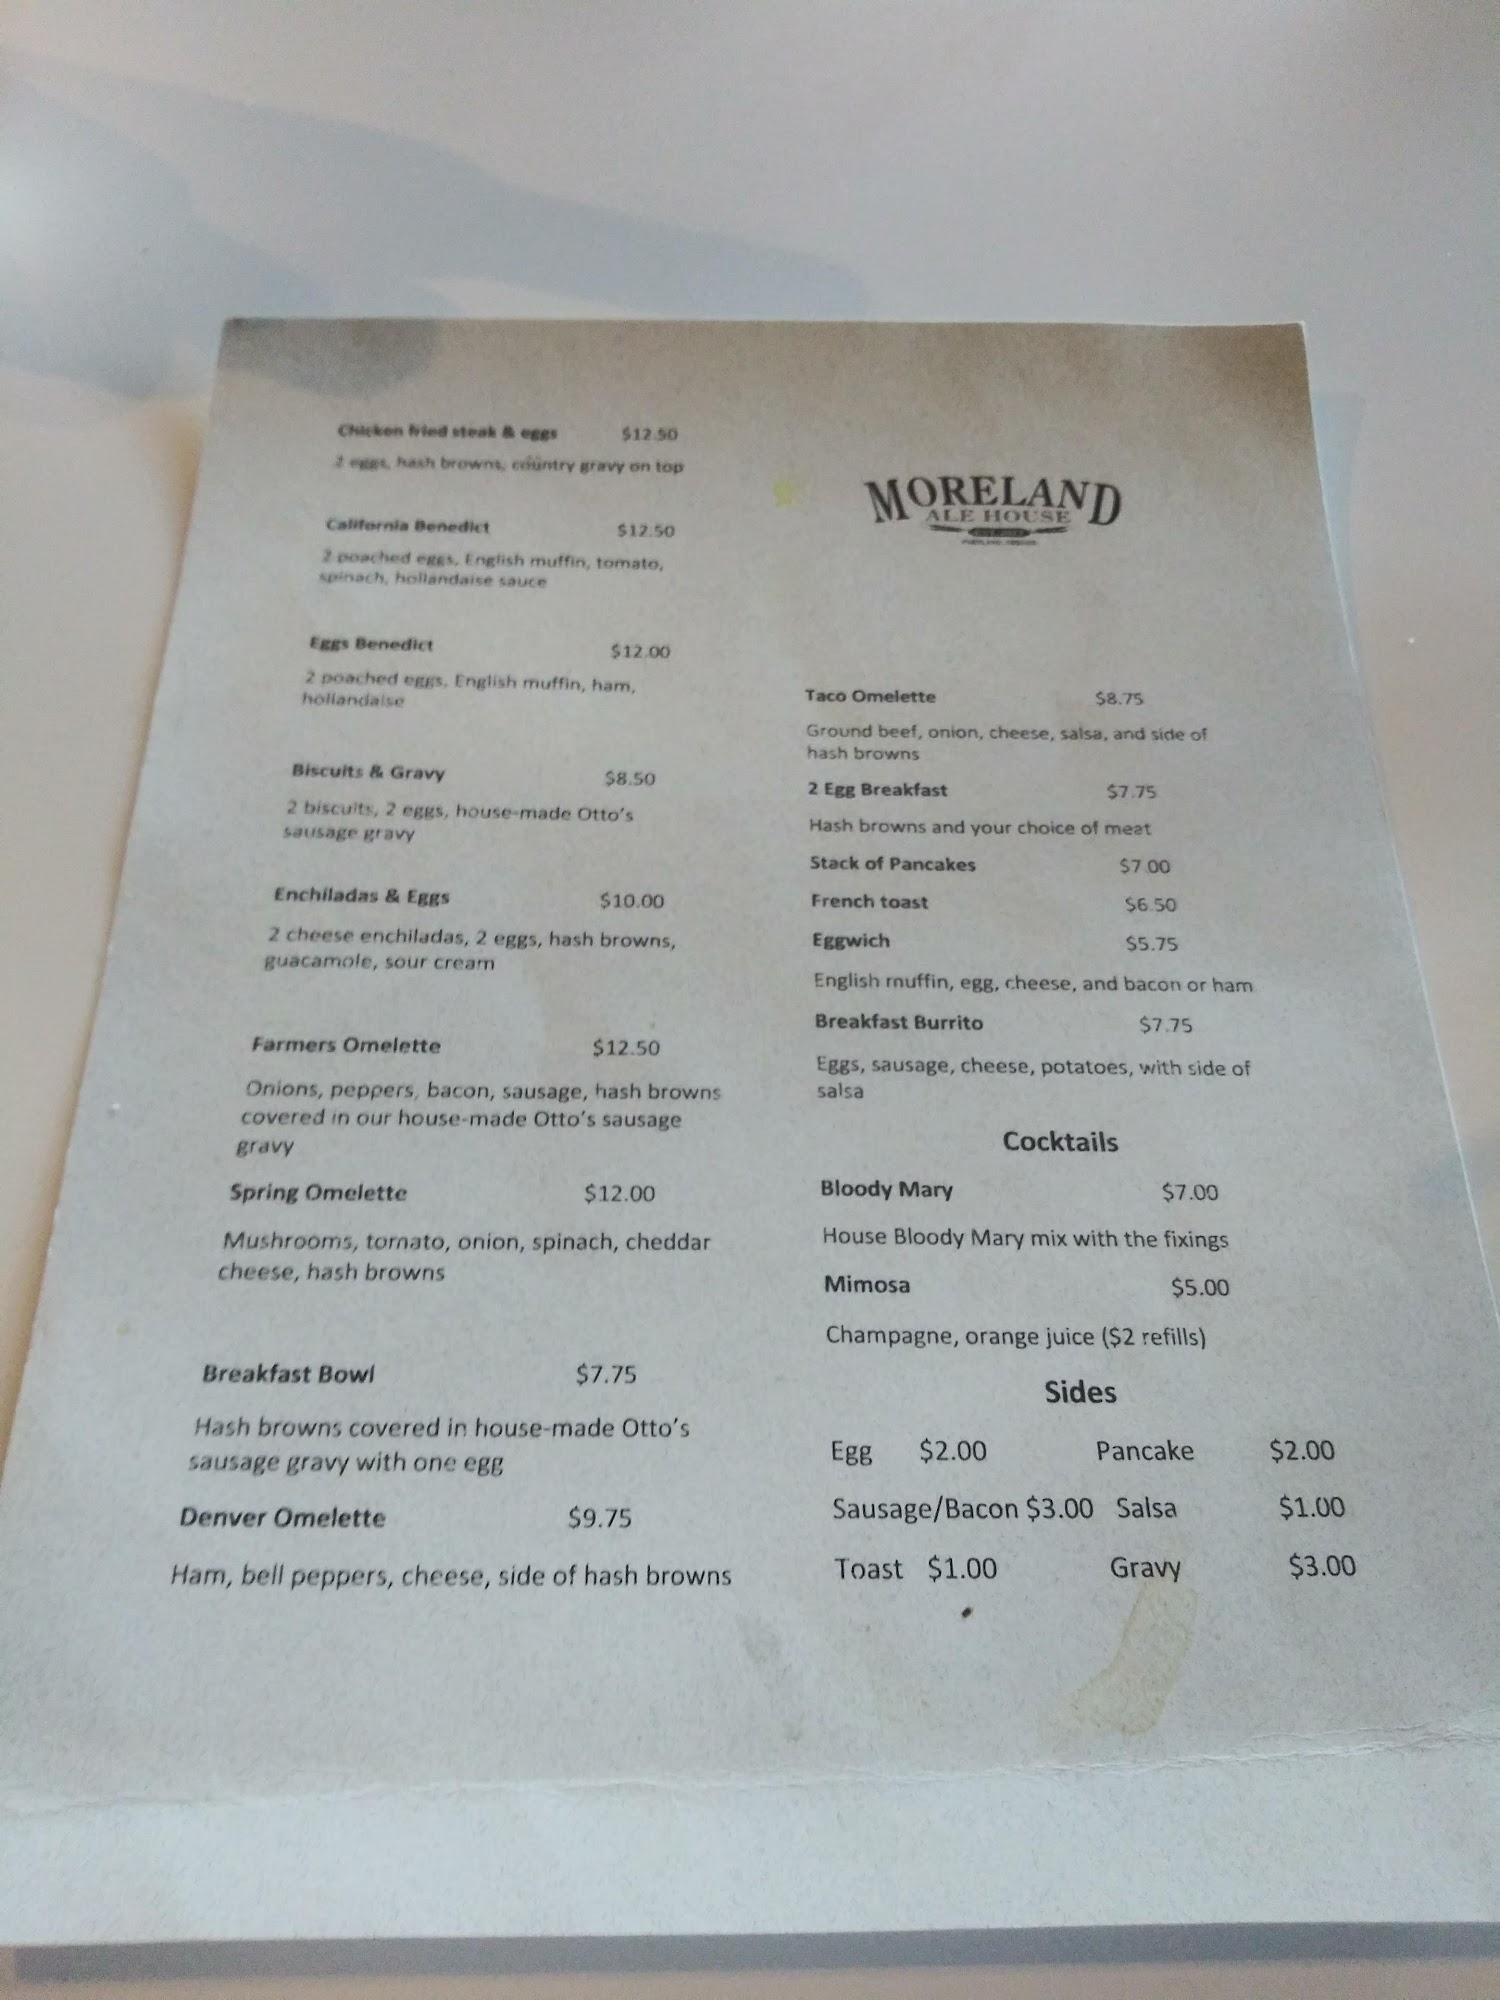 Chicken fried steak & eggs $12.50
2 eggs, hash browns, country gravy on top
California Benedict $12.50
2 poached eggs, English muffin, tomato,
spinach, hollandaise sauce
Eggs Benedict $12.00
2 poached eggs, English muffin, ham,
hollandaise
Biscuits & Gravy $8.50
2 biscuits, 2 eggs, house-made Otto's
sausage gravy
Enchiladas & Eggs $10.00
2 cheese enchiladas, 2 eggs, hash browns,
guacamole, sour cream
Farmers Omelette $12.50
Onions, peppers, bacon, sausage, hash browns
covered in our house-made Otto's sausage
gravy
Spring Omelette $12.00
Mushrooms, tomato, onion, spinach, cheddar
cheese, hash browns
Breakfast Bowl $7.75
Hash browns covered in house-made Otto's
sausage gravy with one egg
Denver Omelette $9.75
Ham, bell peppers, cheese, side of hash browns
MORELAND
ALE HOUSE
Taco Omelette $8.75
Ground beef, onion, cheese, salsa, and side of
hash browns
2 Egg Breakfast $7.75
Hash browns and your choice of meat
Stack of Pancakes $7.00
French toast $6.50
Eggwich $5.75
English muffin, egg, cheese, and bacon or ham
Breakfast Burrito $7.75
Eggs, sausage, cheese, potatoes, with side of
salsa
Cocktails
Bloody Mary $7.00
House Bloody Mary mix with the fixings
Mimosa $5.00
Champagne, orange juice ($2 refills)
Sides
Egg $2.00 Pancake $2.00
Sausage/Bacon $3.00 Salsa $1.00
Toast $1.00 Gravy $3.00